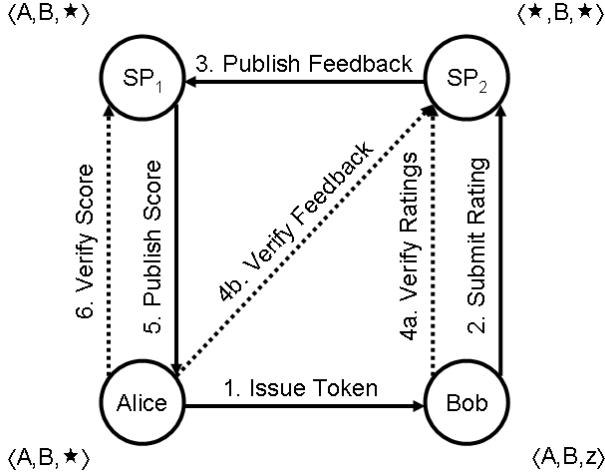 ⟨A,B,★⟩
⟨★,B,★⟩
SP₁
3. Publish Feedback
SP₂
6. Verify Score
5. Publish Score
4b. Verify Feedback
4a. Verify Ratings
2. Submit Rating
Alice
1. Issue Token
Bob
⟨A,B,★⟩
⟨A,B,z⟩